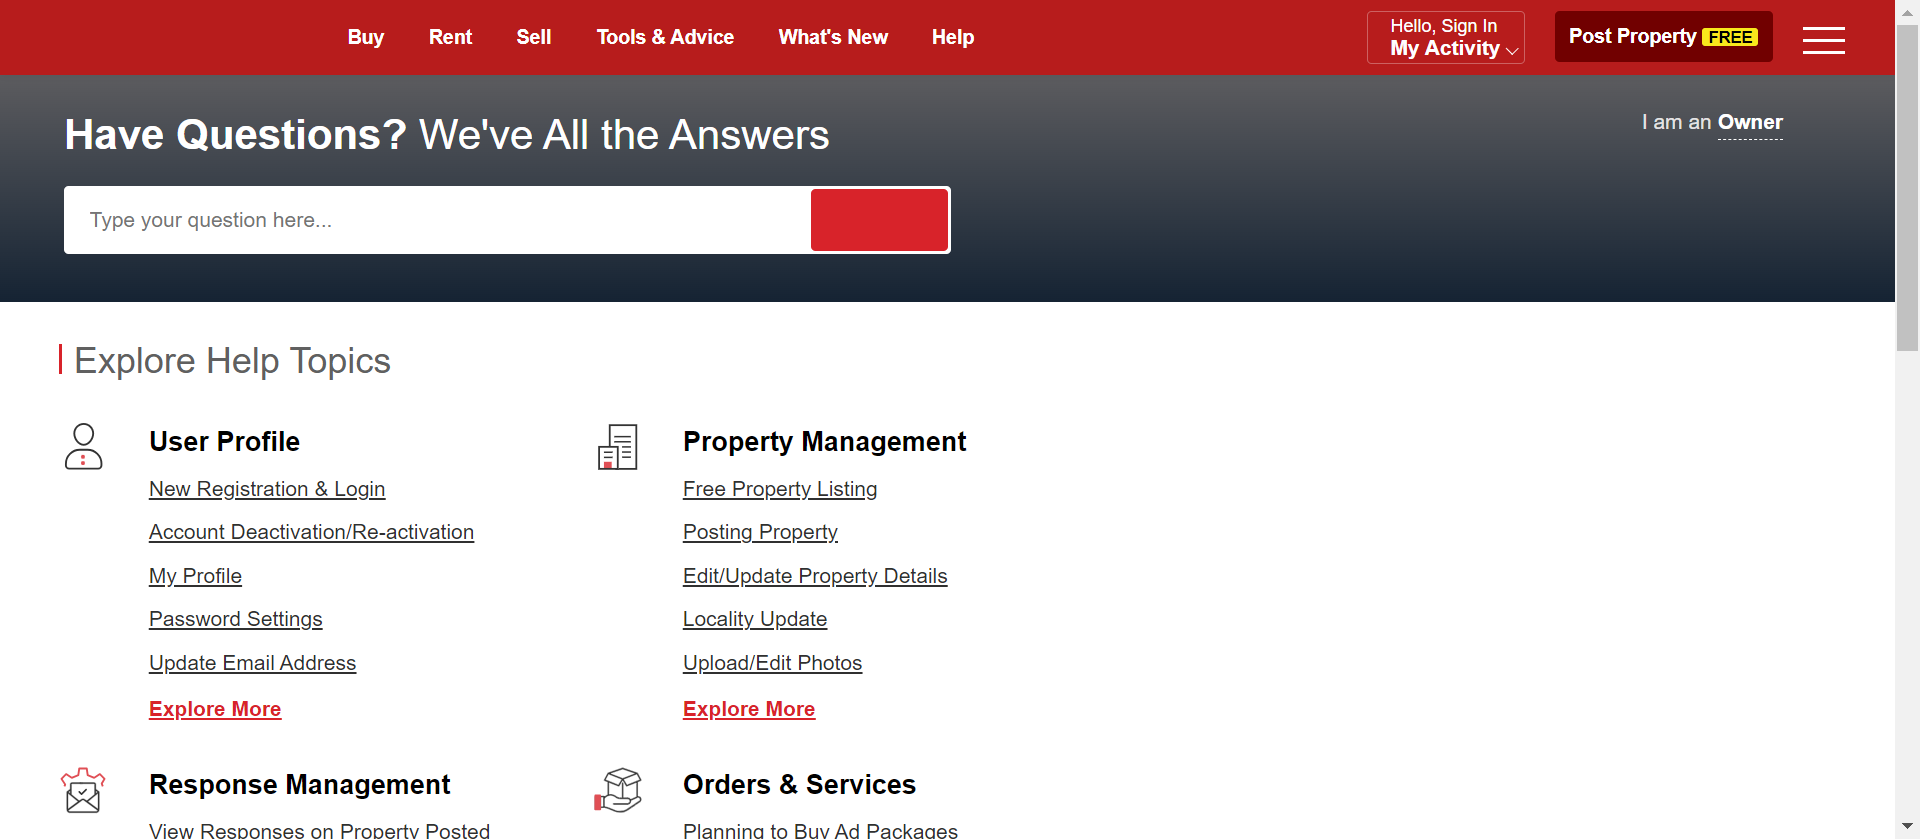 Buy Rent Sell Tools & Advice What's New Help
Hello, Sign In
My Activity
Post Property FREE
Have Questions? We've All the Answers
I am an Owner
Type your question here...
Explore Help Topics
User Profile
New Registration & Login
Account Deactivation/Re-activation
My Profile
Password Settings
Update Email Address
Explore More
Property Management
Free Property Listing
Posting Property
Edit/Update Property Details
Locality Update
Upload/Edit Photos
Explore More
Response Management
View Responses on Property Posted
Orders & Services
Planning to Buy Ad Packages